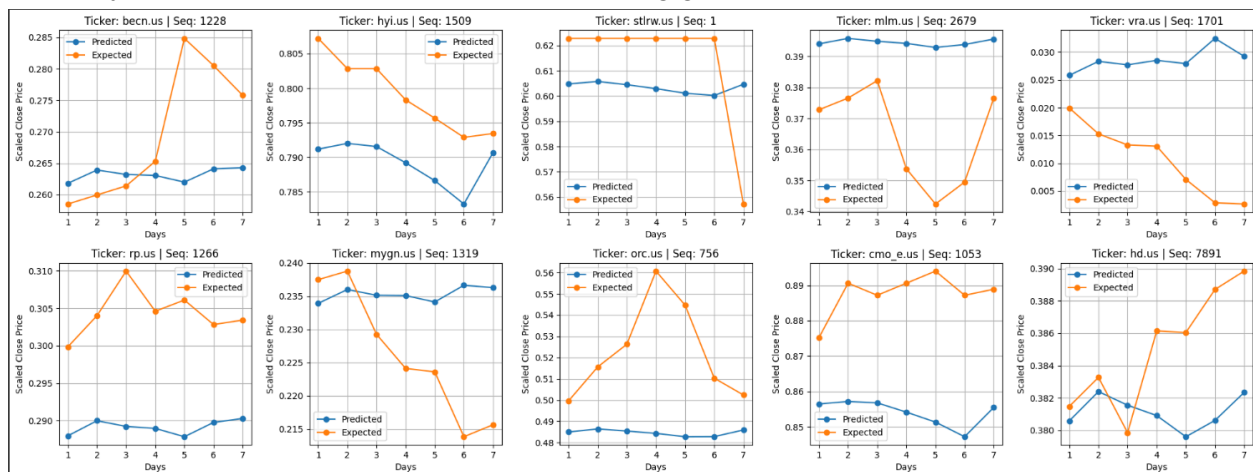 Ticker: becn.us | Seq: 1228
Scaled Close Price
0.285
0.280
0.275
0.270
0.265
0.260
Predicted
Expected
1 2 3 4 5 6 7
Days
Ticker: hyi.us | Seq: 1509
Scaled Close Price
0.805
0.800
0.795
0.790
0.785
Predicted
Expected
1 2 3 4 5 6 7
Days
Ticker: stlrw.us | Seq: 1
Scaled Close Price
0.62
0.61
0.60
0.59
0.58
0.57
0.56
Predicted
Expected
1 2 3 4 5 6 7
Days
Ticker: mlm.us | Seq: 2679
Scaled Close Price
0.39
0.38
0.37
0.36
0.35
0.34
Predicted
Expected
1 2 3 4 5 6 7
Days
Ticker: vra.us | Seq: 1701
Scaled Close Price
0.030
0.025
0.020
0.015
0.010
0.005
Predicted
Expected
1 2 3 4 5 6 7
Days
Ticker: rp.us | Seq: 1266
Scaled Close Price
0.310
0.305
0.300
0.295
0.290
Predicted
Expected
1 2 3 4 5 6 7
Days
Ticker: mygn.us | Seq: 1319
Scaled Close Price
0.240
0.235
0.230
0.225
0.220
0.215
Predicted
Expected
1 2 3 4 5 6 7
Days
Ticker: orc.us | Seq: 756
Scaled Close Price
0.56
0.55
0.54
0.53
0.52
0.51
0.50
0.49
0.48
Predicted
Expected
1 2 3 4 5 6 7
Days
Ticker: cmo_e.us | Seq: 1053
Scaled Close Price
0.89
0.88
0.87
0.86
0.85
Predicted
Expected
1 2 3 4 5 6 7
Days
Ticker: hd.us | Seq: 7891
Scaled Close Price
0.390
0.388
0.386
0.384
0.382
0.380
Predicted
Expected
1 2 3 4 5 6 7
Days